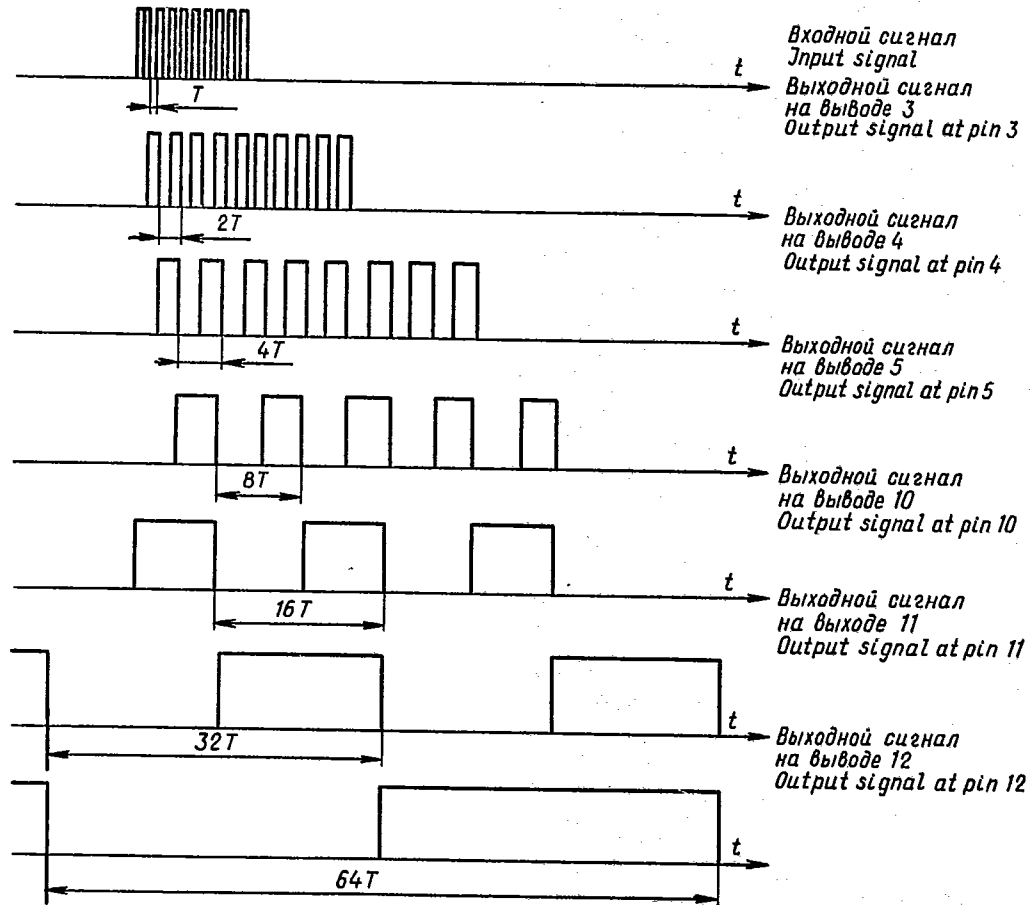 Входной сигнал
Input signal
t
T
Выходной сигнал
на выводе 3
Output signal at pin 3
t
2T
Выходной сигнал
на выводе 4
Output signal at pin 4
t
4T
Выходной сигнал
на выводе 5
Output signal at pin 5
t
8T
Выходной сигнал
на выводе 10
Output signal at pin 10
t
16T
Выходной сигнал
на выходе 11
Output signal at pin 11
t
32T
Выходной сигнал
на выводе 12
Output signal at pin 12
t
64T